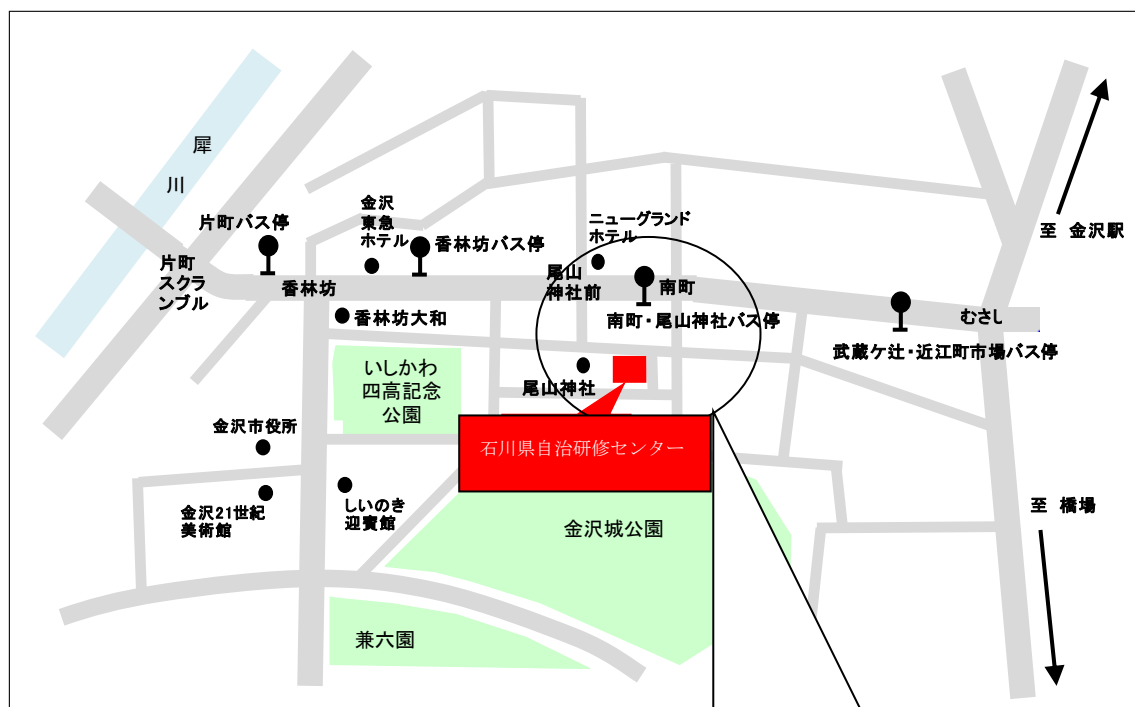 犀
川
片町バス停
金沢
東急
ホテル
香林坊バス停
ニューグランド
ホテル
至 金沢駅
片町
スクラ
ンブル
香林坊
尾山
神社前
南町
香林坊大和
南町・尾山神社バス停
むさし
武蔵ケ辻・近江町市場バス停
いしかわ
四高記念
公園
尾山神社
金沢市役所
石川県自治研修センター
金沢21世紀
美術館
しいのき
迎賓館
金沢城公園
至 橋場
兼六園